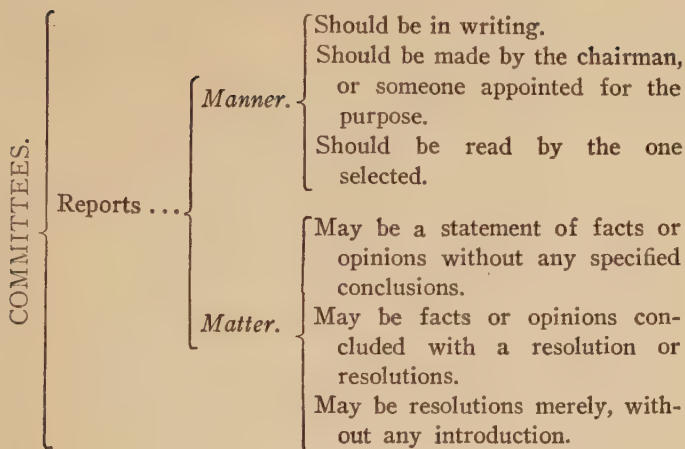 COMMITTEES.
Reports ...
Manner.
Should be in writing.
Should be made by the chairman,
or someone appointed for the
purpose.
Should be read by the one
selected.
Matter.
May be a statement of facts or
opinions without any specified
conclusions.
May be facts or opinions con-
cluded with a resolution or
resolutions.
May be resolutions merely, with-
out any introduction.